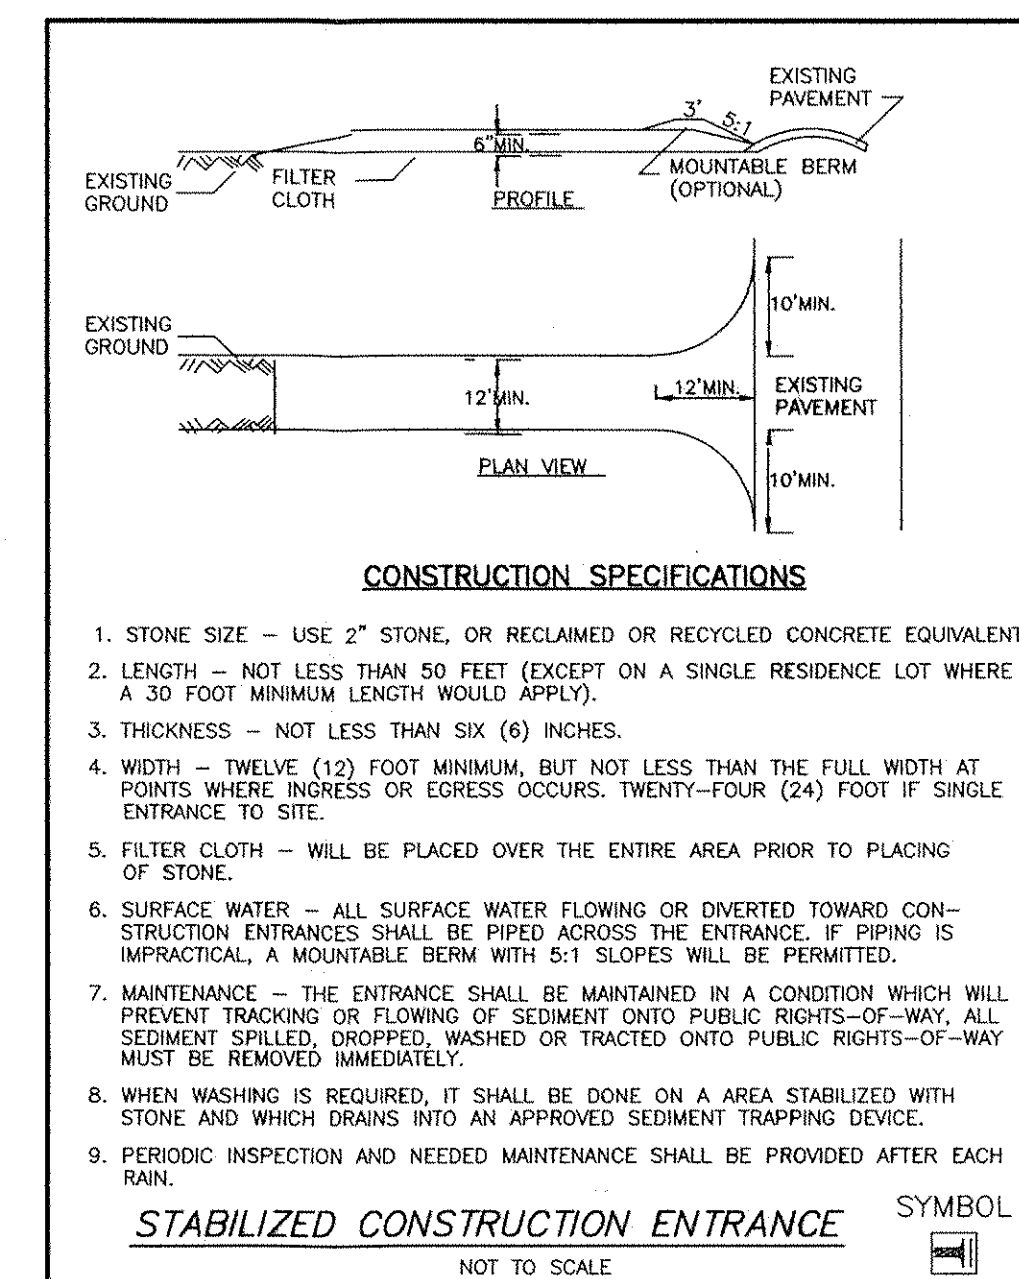 EXISTING
PAVEMENT
3'
5:1
6"MIN.
EXISTING
GROUND
FILTER
CLOTH
PROFILE
MOUNTABLE BERM
(OPTIONAL)
EXISTING
GROUND
10'MIN.
12'MIN.
12'MIN.
EXISTING
PAVEMENT
10'MIN.
PLAN VIEW
CONSTRUCTION SPECIFICATIONS
1. STONE SIZE – USE 2" STONE, OR RECLAIMED OR RECYCLED CONCRETE EQUIVALENT
2. LENGTH – NOT LESS THAN 50 FEET (EXCEPT ON A SINGLE RESIDENCE LOT WHERE
A 30 FOOT MINIMUM LENGTH WOULD APPLY).
3. THICKNESS – NOT LESS THAN SIX (6) INCHES.
4. WIDTH – TWELVE (12) FOOT MINIMUM, BUT NOT LESS THAN THE FULL WIDTH AT
POINTS WHERE INGRESS OR EGRESS OCCURS. TWENTY–FOUR (24) FOOT IF SINGLE
ENTRANCE TO SITE.
5. FILTER CLOTH – WILL BE PLACED OVER THE ENTIRE AREA PRIOR TO PLACING
OF STONE.
6. SURFACE WATER – ALL SURFACE WATER FLOWING OR DIVERTED TOWARD CON–
STRUCTION ENTRANCES SHALL BE PIPED ACROSS THE ENTRANCE. IF PIPING IS
IMPRACTICAL, A MOUNTABLE BERM WITH 5:1 SLOPES WILL BE PERMITTED.
7. MAINTENANCE – THE ENTRANCE SHALL BE MAINTAINED IN A CONDITION WHICH WILL
PREVENT TRACKING OR FLOWING OF SEDIMENT ONTO PUBLIC RIGHTS–OF–WAY, ALL
SEDIMENT SPILLED, DROPPED, WASHED OR TRACTED ONTO PUBLIC RIGHTS–OF–WAY
MUST BE REMOVED IMMEDIATELY.
8. WHEN WASHING IS REQUIRED, IT SHALL BE DONE ON A AREA STABILIZED WITH
STONE AND WHICH DRAINS INTO AN APPROVED SEDIMENT TRAPPING DEVICE.
9. PERIODIC INSPECTION AND NEEDED MAINTENANCE SHALL BE PROVIDED AFTER EACH
RAIN.
STABILIZED CONSTRUCTION ENTRANCE
SYMBOL
NOT TO SCALE